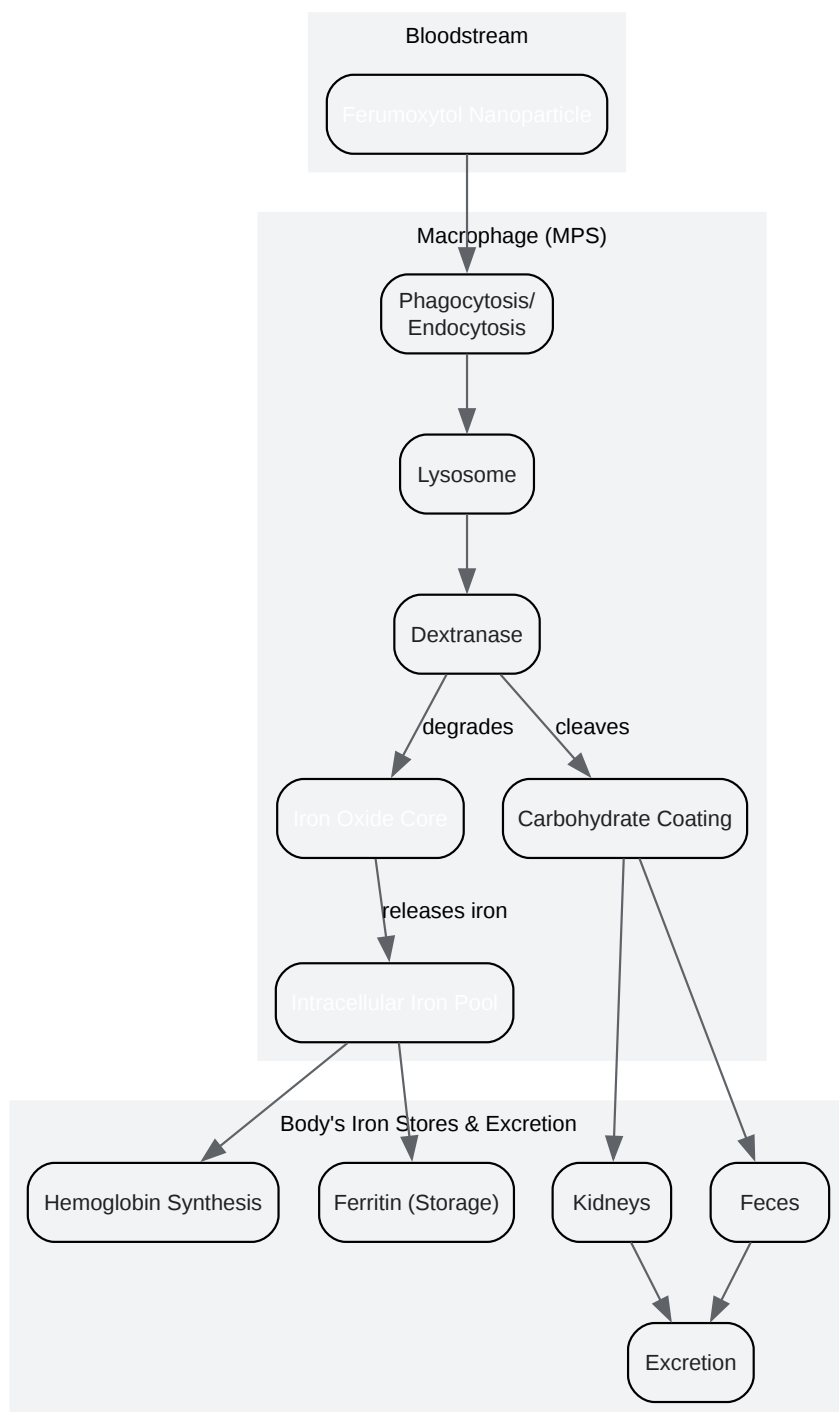 Bloodstream
Ferumoxytol Nanoparticle
Macrophage (MPS)
Phagocytosis/
Endocytosis
Lysosome
Dextranase
degrades
cleaves
Iron Oxide Core
Carbohydrate Coating
releases iron
Intracellular Iron Pool
Body's Iron Stores & Excretion
Hemoglobin Synthesis
Ferritin (Storage)
Kidneys
Feces
Excretion